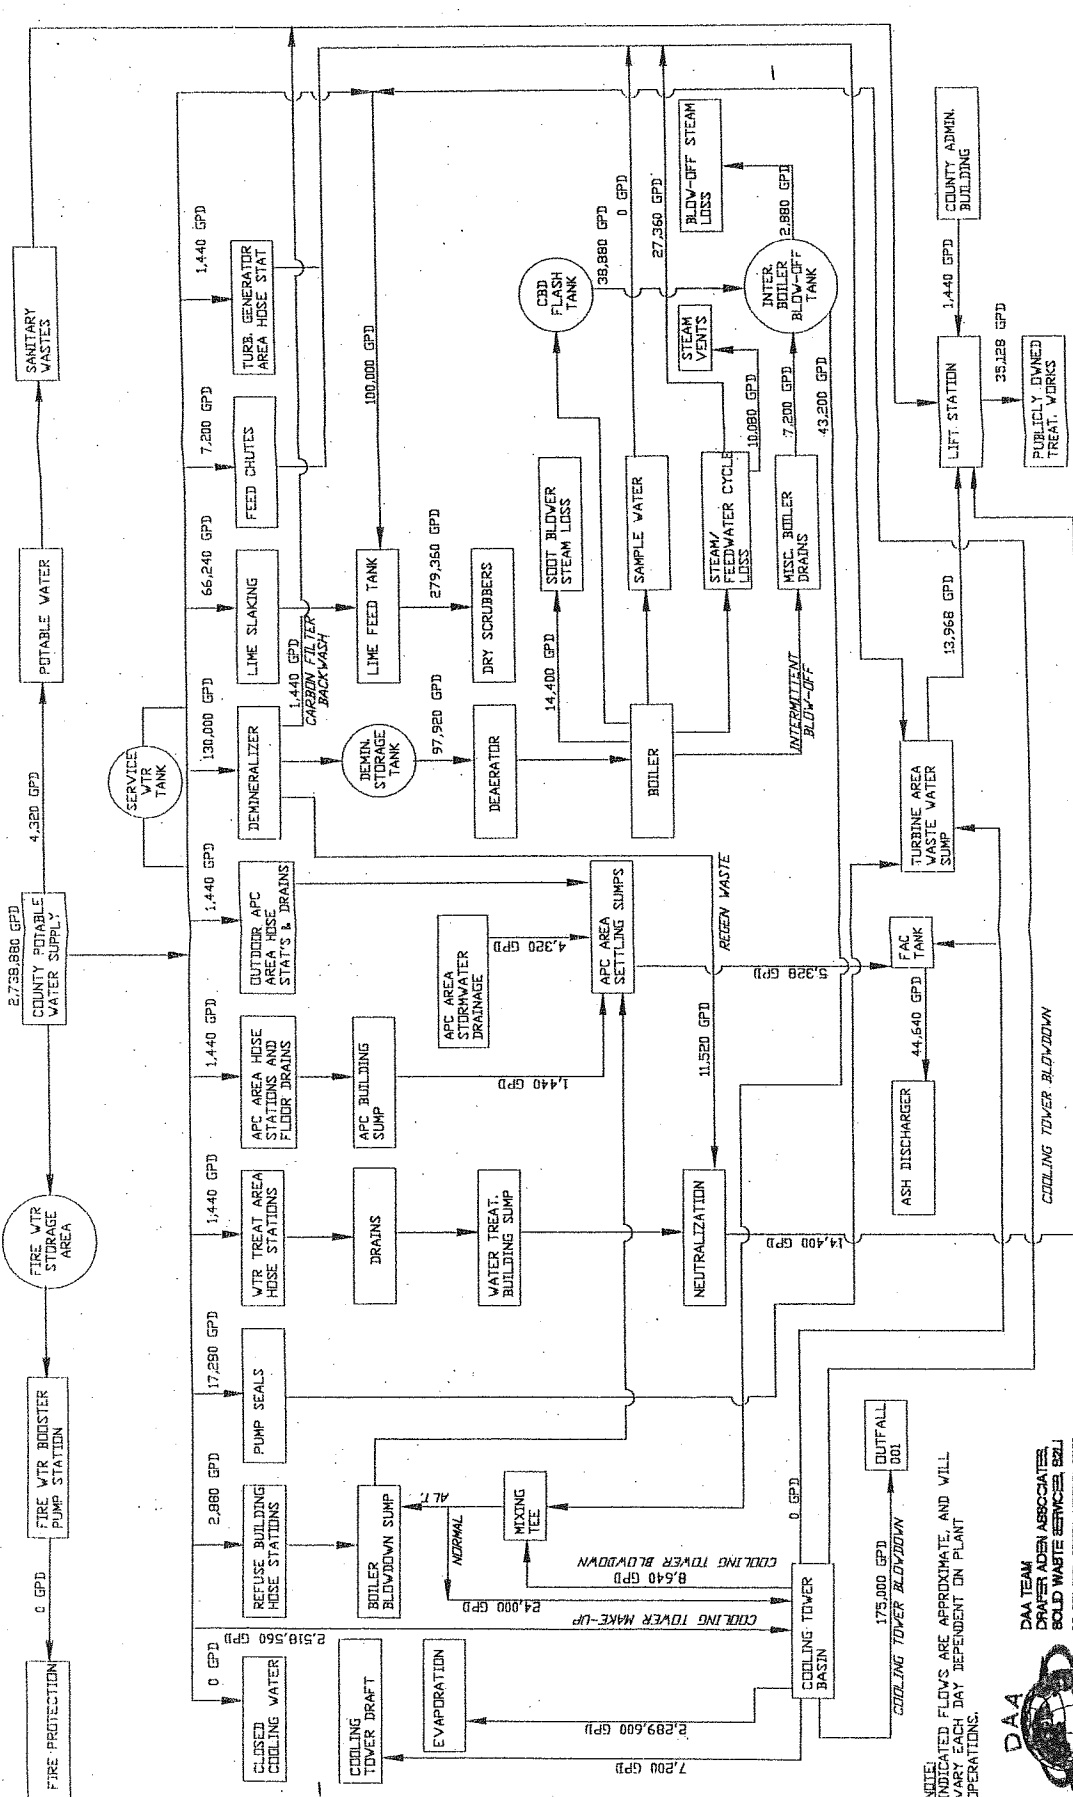 2,738,880 GPD
COUNTY POTABLE
WATER SUPPLY
4,320 GPD
POTABLE WATER
SANITARY
WASTES
FIRE WTR
STORAGE
AREA
FIRE WTR BOOSTER
PUMP STATION
0 GPD
FIRE PROTECTION
SERVICE
WTR
TANK
0 GPD
CLOSED
COOLING WATER
2,880 GPD
REFUSE BUILDING
HOSE STATIONS
17,280 GPD
PUMP SEALS
1,440 GPD
WTR TREAT AREA
HOSE STATIONS
1,440 GPD
APC AREA HOSE
STATIONS AND
FLOOR DRAINS
1,440 GPD
OUTDOOR APC
AREA HOSE
STAT'S & DRAINS
130,000 GPD
DEMINERALIZER
66,240 GPD
LIME SLAKING
7,200 GPD
FEED CHUTES
1,440 GPD
TURB. GENERATOR
AREA HOSE STAT
1,440 GPD
CARBON FILTER
BACKWASH
100,000 GPD
2,518,560 GPD
COOLING TOWER MAKE-UP
COOLING
TOWER DRAFT
BOILER
BLOWDOWN SUMP
DRAINS
APC BUILDING
SUMP
DEMIN.
STORAGE
TANK
LIME FEED TANK
EVAPORATION
NORMAL
ALT.
MIXING
TEE
WATER TREAT.
BUILDING SUMP
APC AREA
STORMWATER
DRAINAGE
4,320 GPD
1,440 GPD
97,920 GPD
DEAERATOR
279,360 GPD
DRY SCRUBBERS
APC AREA
SETTLING SUMPS
14,400 GPD
SOOT BLOWER
STEAM LOSS
CBD
FLASH
TANK
38,880 GPD
BOILER
SAMPLE WATER
0 GPD
STEAM/
FEEDWATER CYCLE
LOSS
27,360 GPD
STEAM
VENTS
10,080 GPD
BLOW-OFF STEAM
LOSS
2,880 GPD
INTER.
BOILER
BLOW-OFF
TANK
MISC. BOILER
DRAINS
7,200 GPD
43,200 GPD
INTERMITTENT
BLOW-OFF
REGEN WASTE
11,520 GPD
NEUTRALIZATION
14,400 GPD
5,328 GPD
24,000 GPD
8,640 GPD
COOLING TOWER BLOWDOWN
COOLING TOWER
BASIN
0 GPD
2,289,600 GPD
7,200 GPD
175,000 GPD
COOLING TOWER BLOWDOWN
OUTFALL
001
ASH DISCHARGER
44,640 GPD
FAC
TANK
TURBINE AREA
WASTE WATER
SUMP
13,968 GPD
LIFT STATION
1,440 GPD
COUNTY ADMIN.
BUILDING
35,128 GPD
PUBLICLY OWNED
TREAT. WORKS
COOLING TOWER BLOWDOWN
NOTE:
INDICATED FLOWS ARE APPROXIMATE, AND WILL
VARY EACH DAY DEPENDENT ON PLANT
OPERATIONS.
DAA
DAA TEAM
DRAPER ADEN ASSOCIATES,
SOLID WASTE SERVICES,